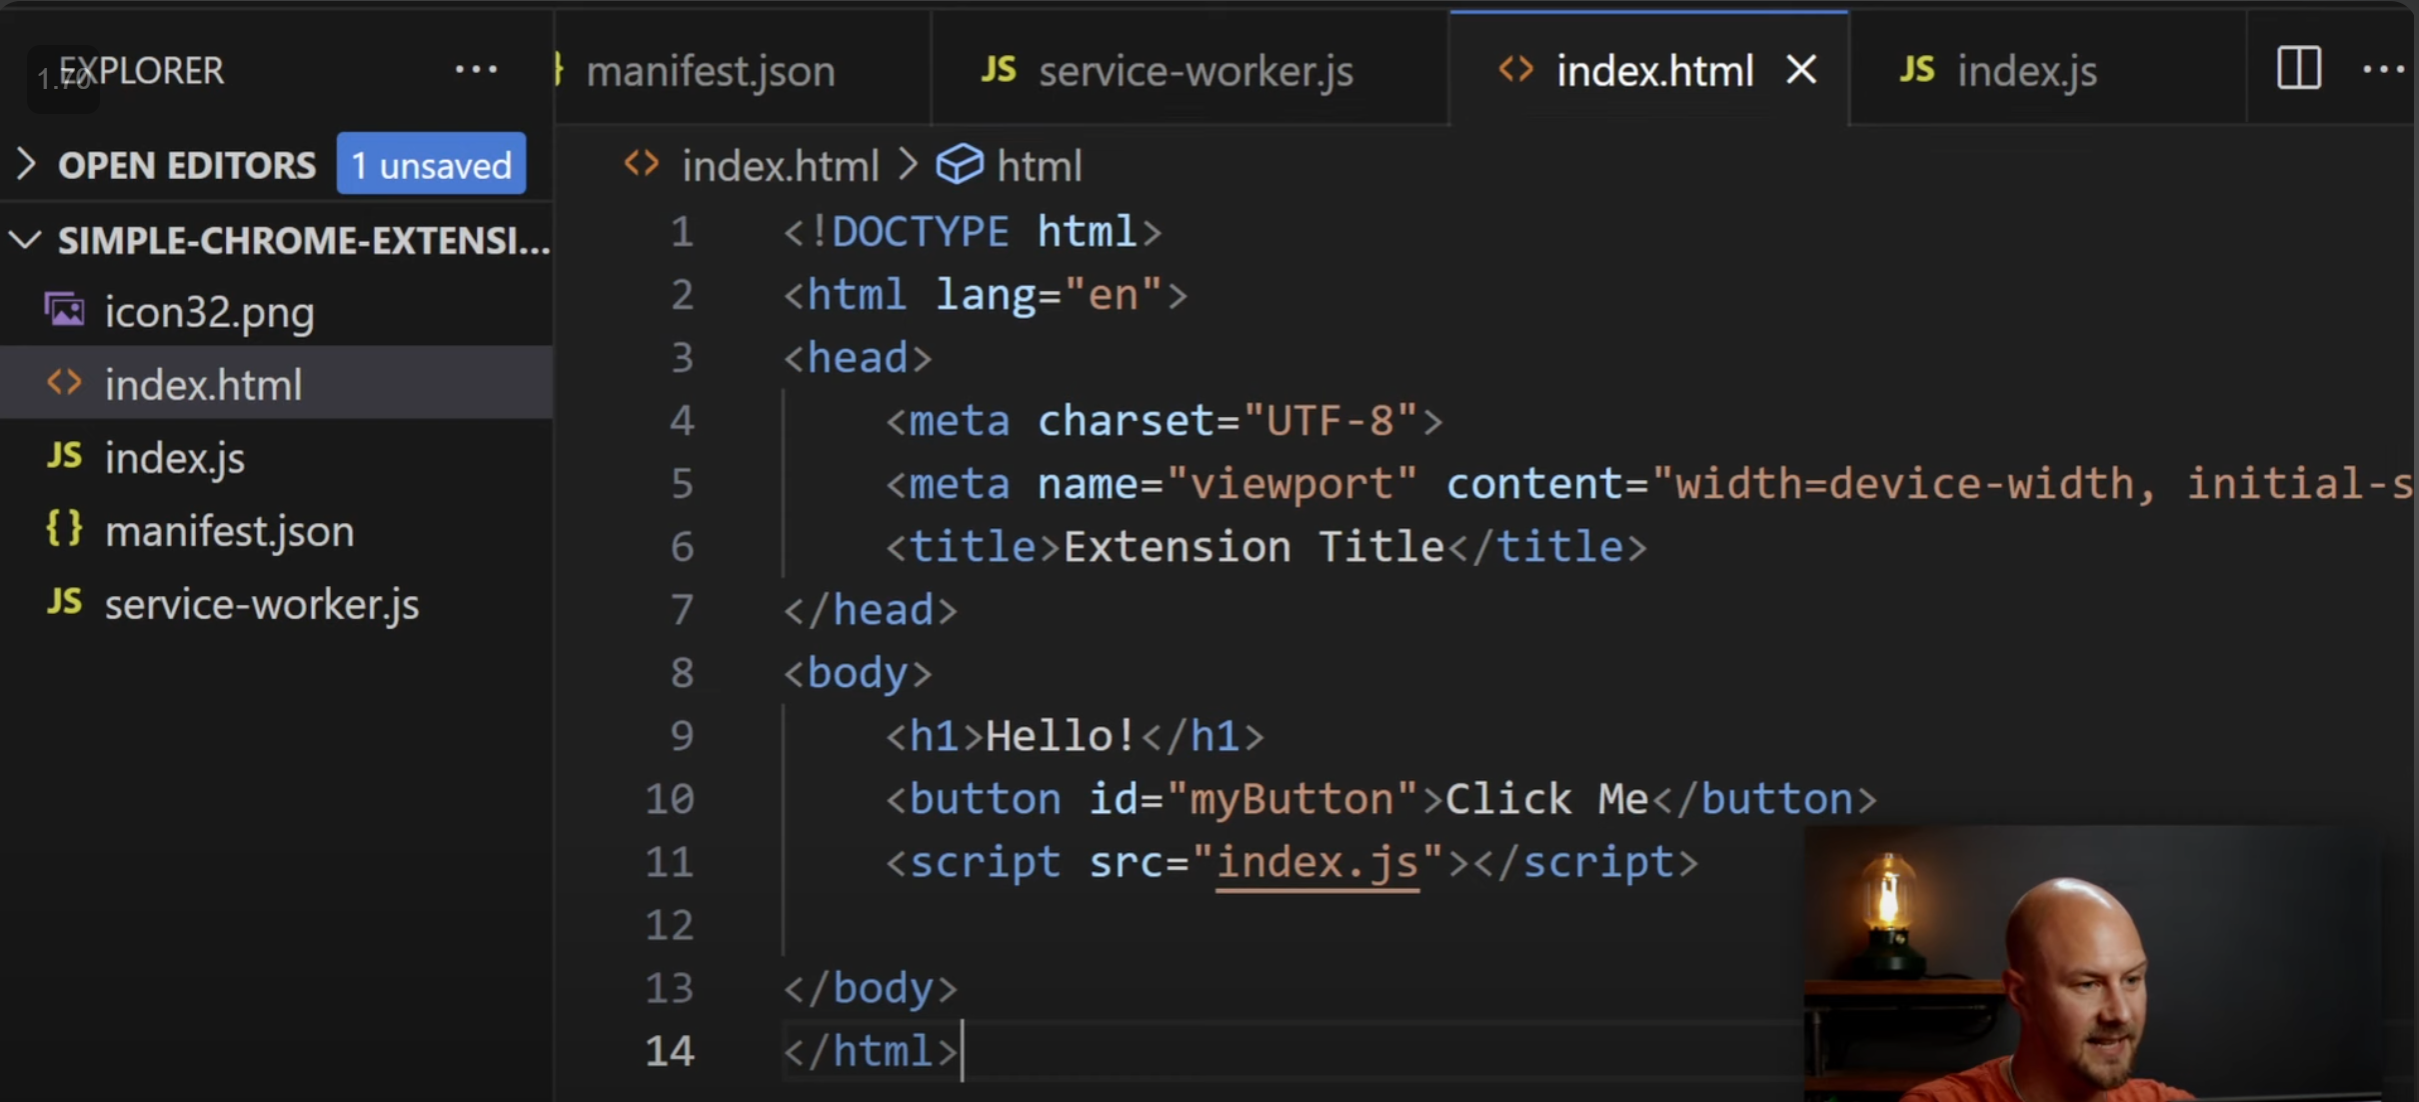 EXPLORER
1.70
manifest.json
JS service-worker.js
index.html
JS index.js
OPEN EDITORS 1 unsaved
SIMPLE-CHROME-EXTENSI...
icon32.png
index.html
JS index.js
{} manifest.json
JS service-worker.js
index.html > html
1 <!DOCTYPE html>
2 <html lang="en">
3 <head>
4 <meta charset="UTF-8">
5 <meta name="viewport" content="width=device-width, initial-s
6 <title>Extension Title</title>
7 </head>
8 <body>
9 <h1>Hello!</h1>
10 <button id="myButton">Click Me</button>
11 <script src="index.js"></script>
12
13 </body>
14 </html>